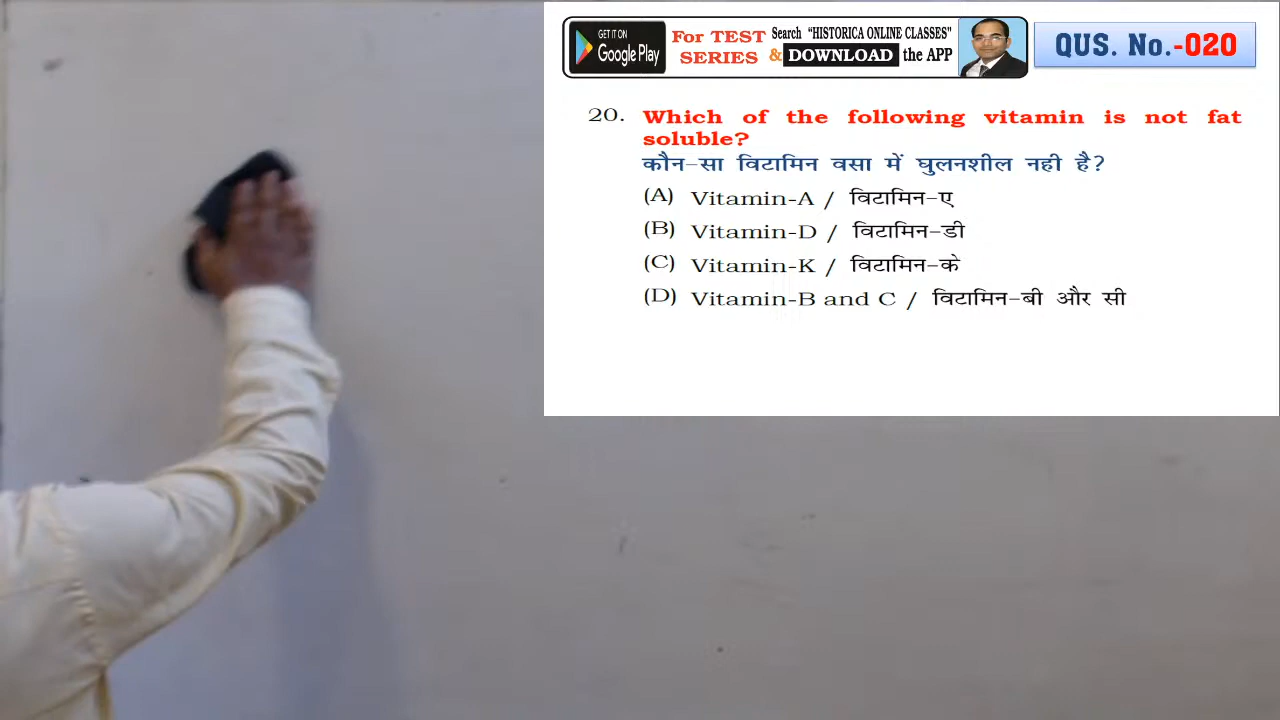 GET IT ON
Google Play
For TEST
SERIES &
Search "HISTORICA ONLINE CLASSES"
DOWNLOAD the APP
QUS. No.-020
20. Which of the following vitamin is not fat
soluble?
कौन-सा विटामिन वसा में घुलनशील नही है?
(A) Vitamin-A / विटामिन-ए
(B) Vitamin-D / विटामिन-डी
(C) Vitamin-K / विटामिन-के
(D) Vitamin-B and C / विटामिन-बी और सी